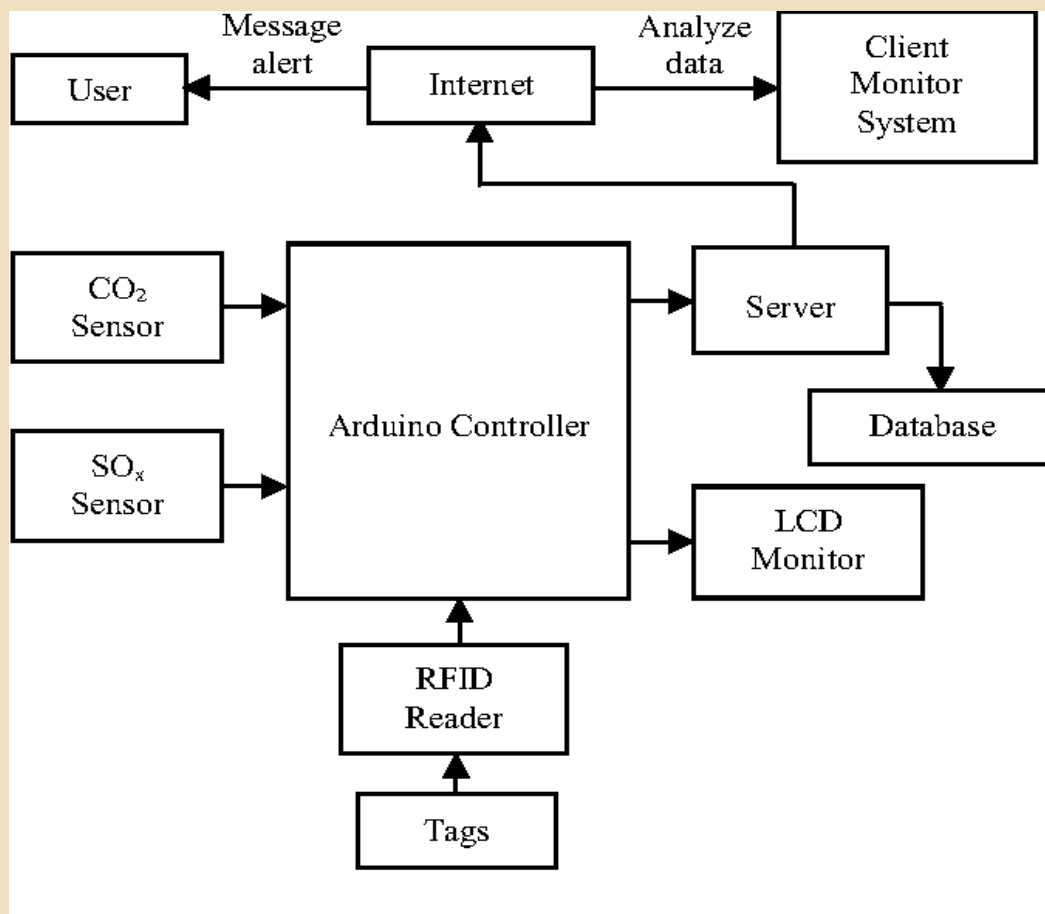 Message
alert
Analyze
data
User
Internet
Client
Monitor
System
CO₂
Sensor
Arduino Controller
Server
Database
SOₓ
Sensor
LCD
Monitor
RFID
Reader
Tags